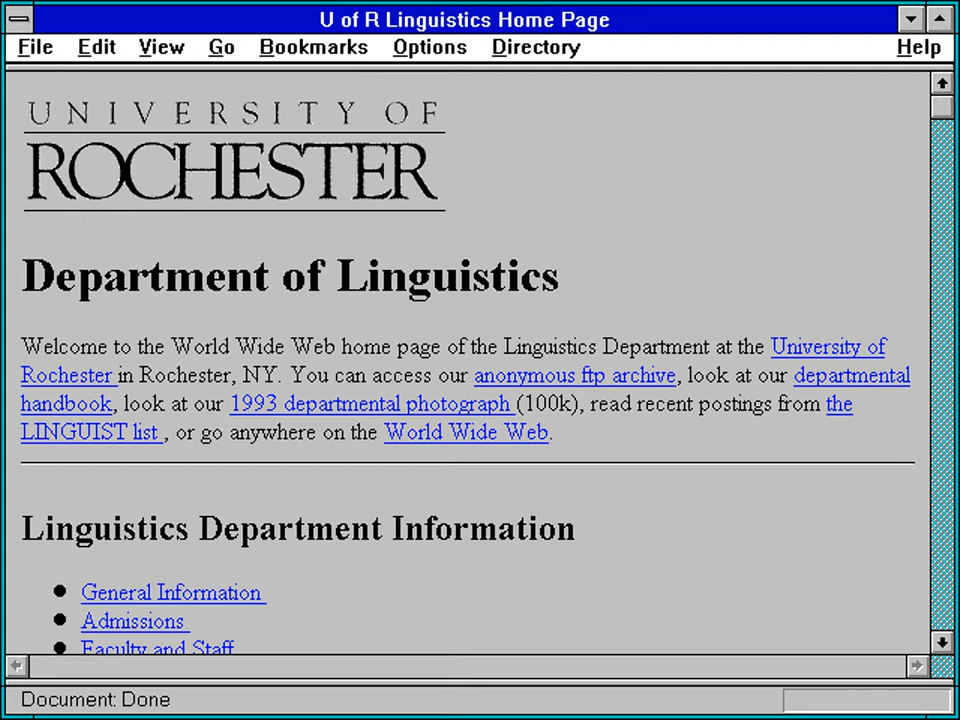 U of R Linguistics Home Page
File Edit View Go Bookmarks Options Directory Help
UNIVERSITY OF
ROCHESTER
Department of Linguistics
Welcome to the World Wide Web home page of the Linguistics Department at the University of
Rochester in Rochester, NY. You can access our anonymous ftp archive, look at our departmental
handbook, look at our 1993 departmental photograph (100k), read recent postings from the
LINGUIST list , or go anywhere on the World Wide Web.
Linguistics Department Information
General Information
Admissions
Faculty and Staff
Document: Done